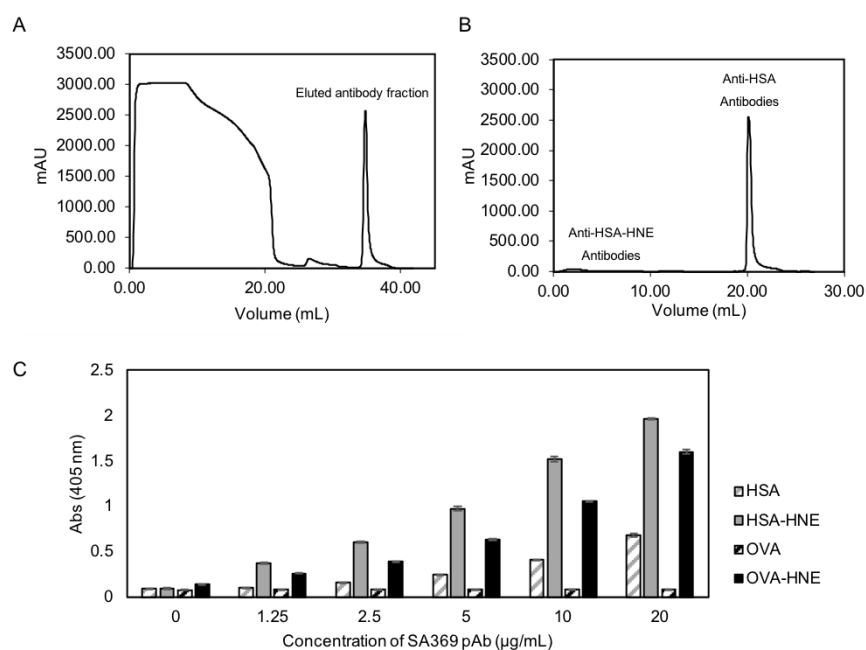 A
3500.00
3000.00
2500.00
2000.00
1500.00
1000.00
500.00
0.00
mAU
Eluted antibody fraction
0.00 20.00 40.00
Volume (mL)
B
3500.00
3000.00
2500.00
2000.00
1500.00
1000.00
500.00
0.00
mAU
Anti-HSA
Antibodies
Anti-HSA-HNE
Antibodies
0.00 10.00 20.00 30.00
Volume (mL)
C
2.5
2
1.5
1
0.5
0
Abs (405 nm)
0 1.25 2.5 5 10 20
Concentration of SA369 pAb (µg/mL)
HSA
HSA-HNE
OVA
OVA-HNE